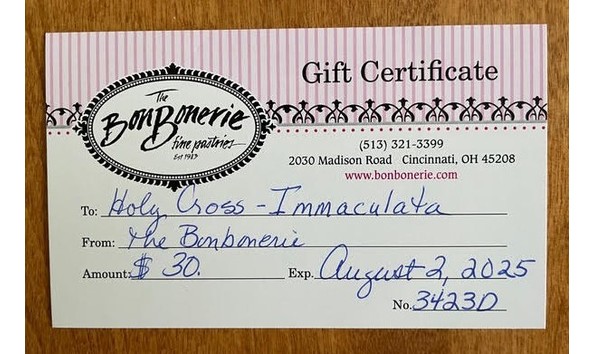 Gift Certificate
The
BonBonerie
fine pastries
Est 1983
(513) 321-3399
2030 Madison Road Cincinnati, OH 45208
www.bonbonerie.com
To: Holy Cross - Immaculata
From: The Bonbonerie
Amount: $ 30.
Exp. August 2, 2025
No. 3423D